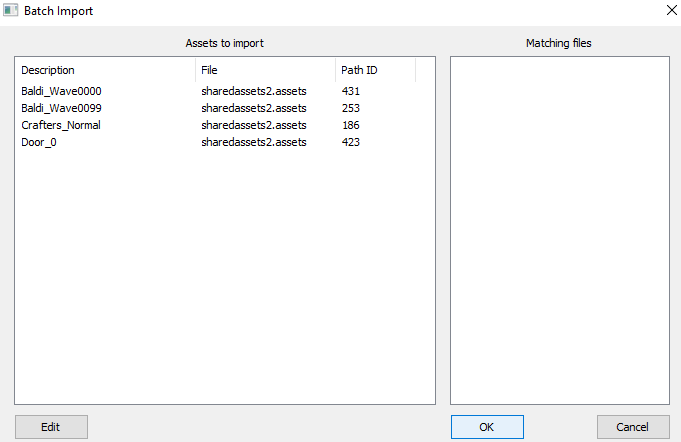 Batch Import
Assets to import
Matching files
Description File Path ID
Baldi_Wave0000 sharedassets2.assets 431
Baldi_Wave0099 sharedassets2.assets 253
Crafters_Normal sharedassets2.assets 186
Door_0 sharedassets2.assets 423
Edit
OK
Cancel